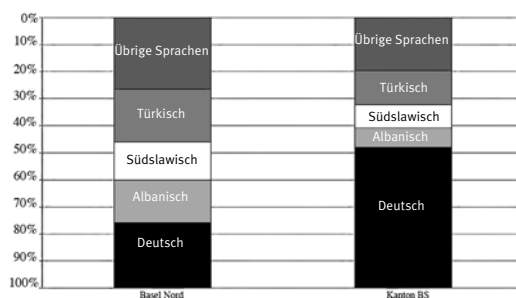 0%
10%
20%
30%
40%
50%
60%
70%
80%
90%
100%
Übrige Sprachen
Türkisch
Südslawisch
Albanisch
Deutsch
Basel Nord
Übrige Sprachen
Türkisch
Südslawisch
Albanisch
Deutsch
Kanton BS